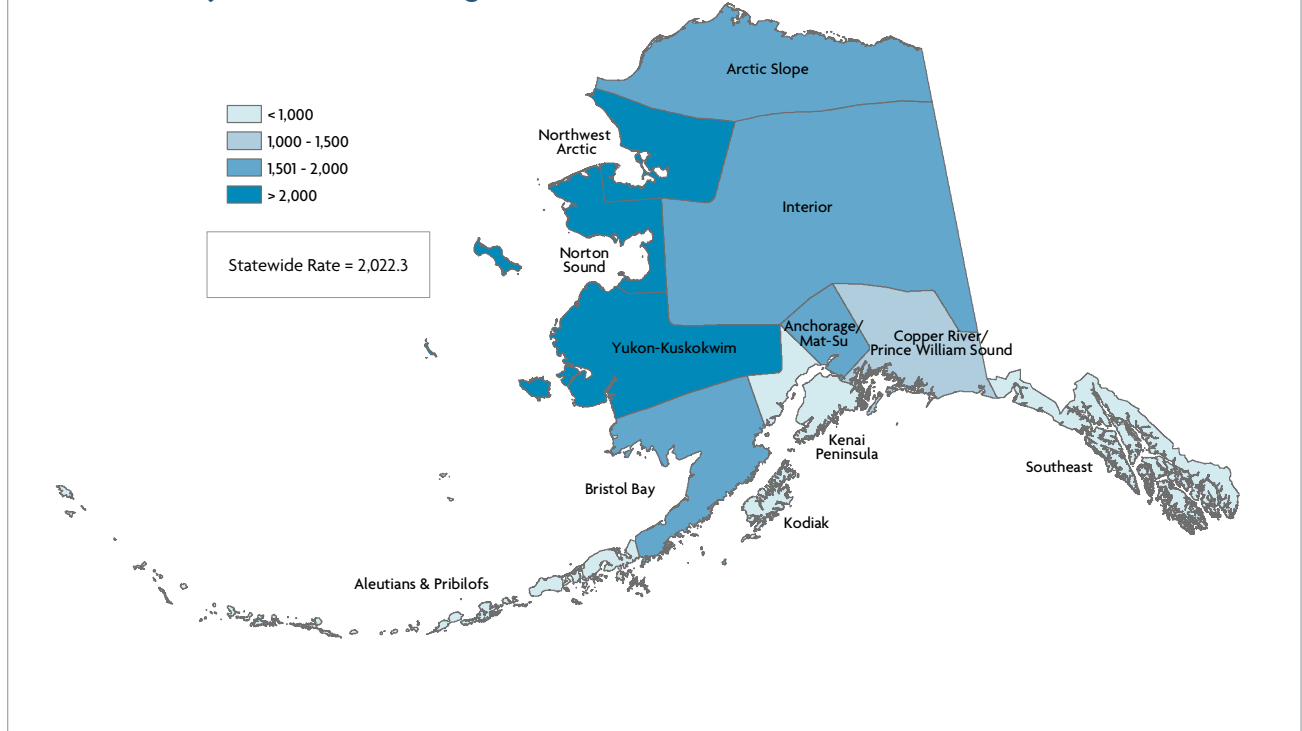 < 1,000
1,000 - 1,500
1,501 - 2,000
> 2,000
Statewide Rate = 2,022.3
Arctic Slope
Northwest
Arctic
Interior
Norton
Sound
Anchorage/
Mat-Su
Copper River/
Prince William Sound
Yukon-Kuskokwim
Kenai
Peninsula
Southeast
Bristol Bay
Kodiak
Aleutians & Pribilofs